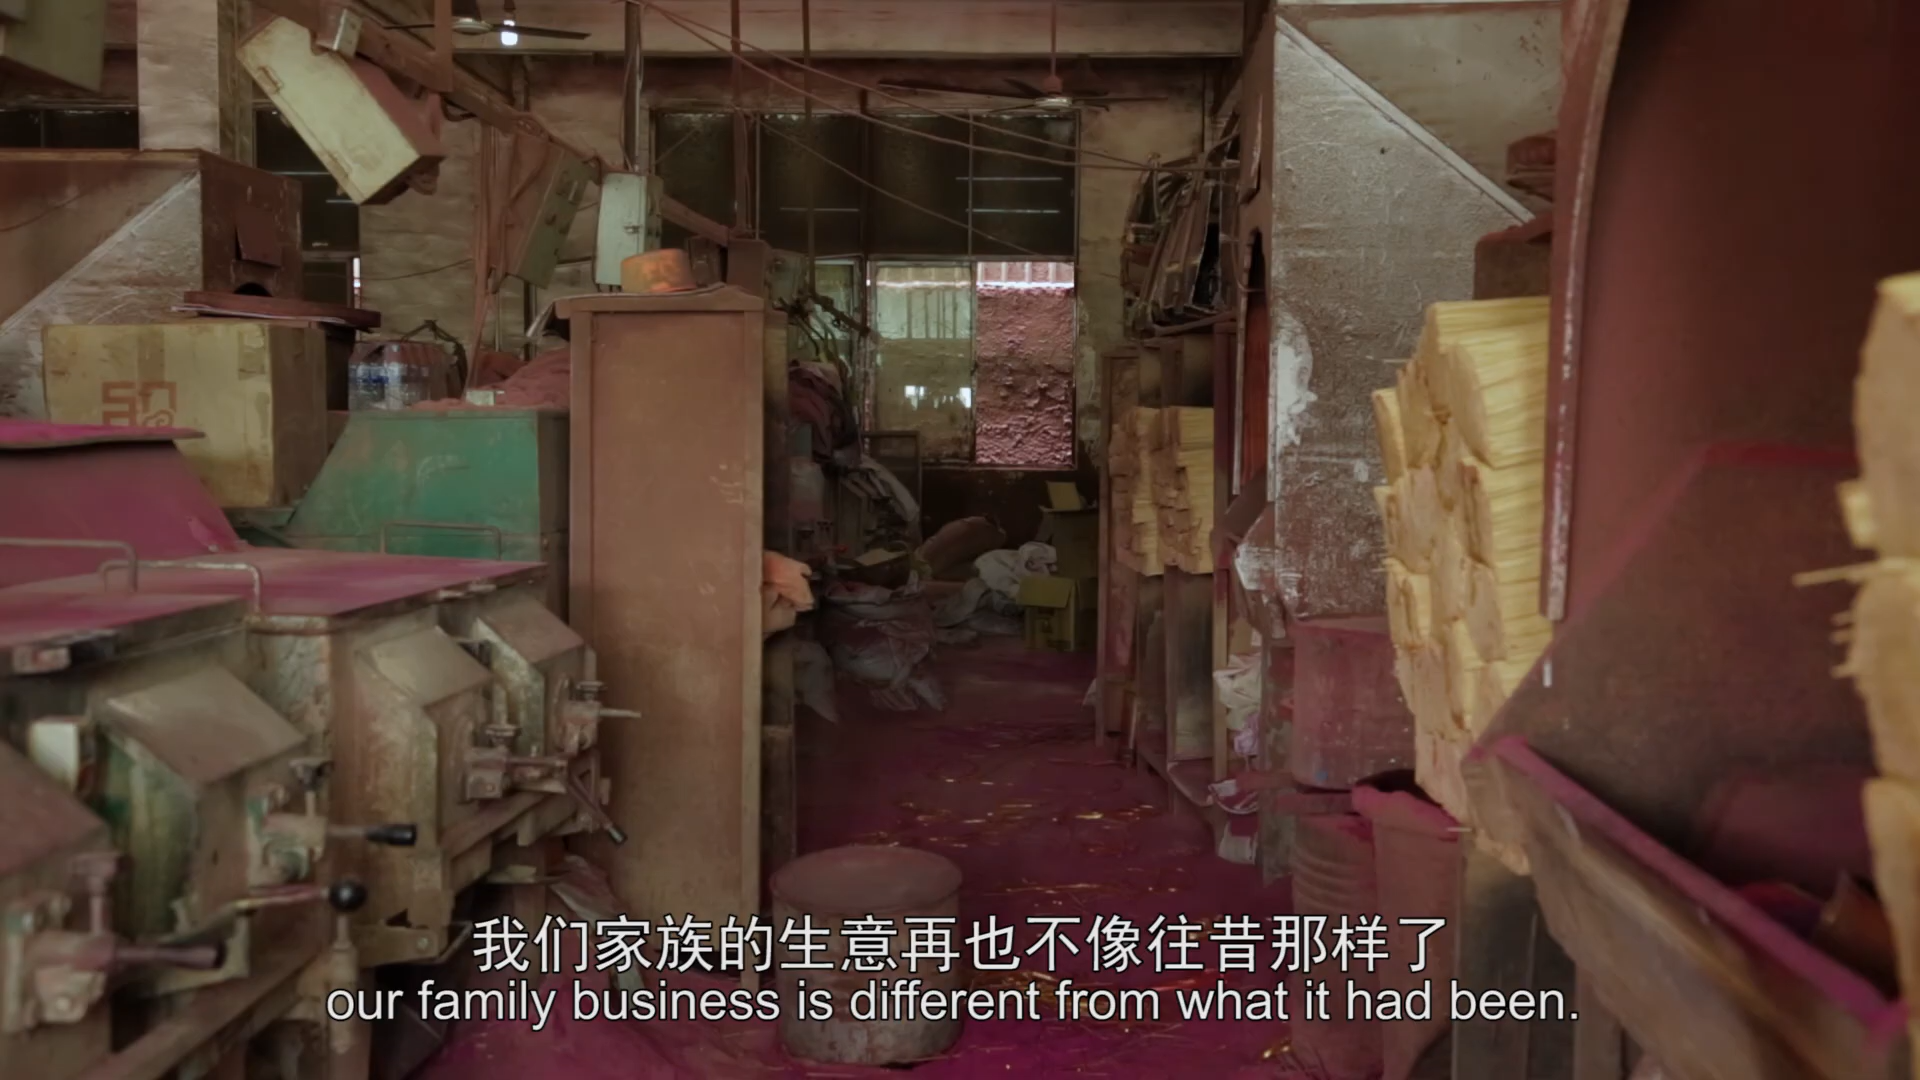 我们家族的生意再也不像往昔那样了
our family business is different from what it had been.